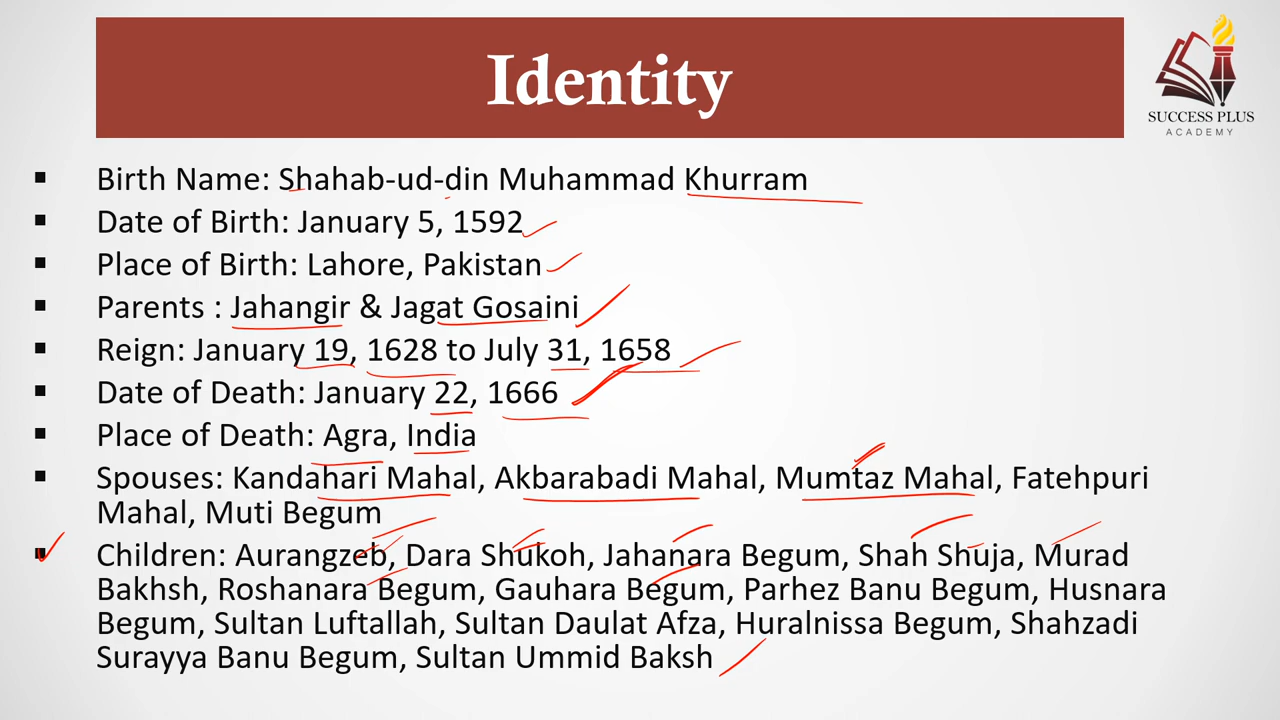 Identity
SUCCESS PLUS
ACADEMY
▪ Birth Name: Shahab-ud-din Muhammad Khurram
▪ Date of Birth: January 5, 1592
▪ Place of Birth: Lahore, Pakistan
▪ Parents : Jahangir & Jagat Gosaini
▪ Reign: January 19, 1628 to July 31, 1658
▪ Date of Death: January 22, 1666
▪ Place of Death: Agra, India
▪ Spouses: Kandahari Mahal, Akbarabadi Mahal, Mumtaz Mahal, Fatehpuri
Mahal, Muti Begum
▪ Children: Aurangzeb, Dara Shukoh, Jahanara Begum, Shah Shuja, Murad
Bakhsh, Roshanara Begum, Gauhara Begum, Parhez Banu Begum, Husnara
Begum, Sultan Luftallah, Sultan Daulat Afza, Huralnissa Begum, Shahzadi
Surayya Banu Begum, Sultan Ummid Baksh